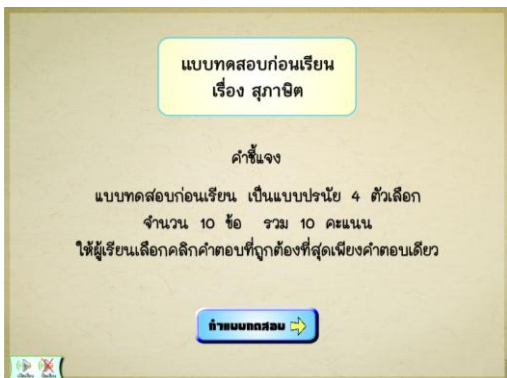 แบบทดสอบก่อนเรียน
เรื่อง สุภาษิต
คำชี้แจง
แบบทดสอบก่อนเรียน เป็นแบบปรนัย 4 ตัวเลือก
จำนวน 10 ข้อ รวม 10 คะแนน
ให้ผู้เรียนเลือกคลิกคำตอบที่ถูกต้องที่สุดเพียงคำตอบเดียว
ทำแบบทดสอบ